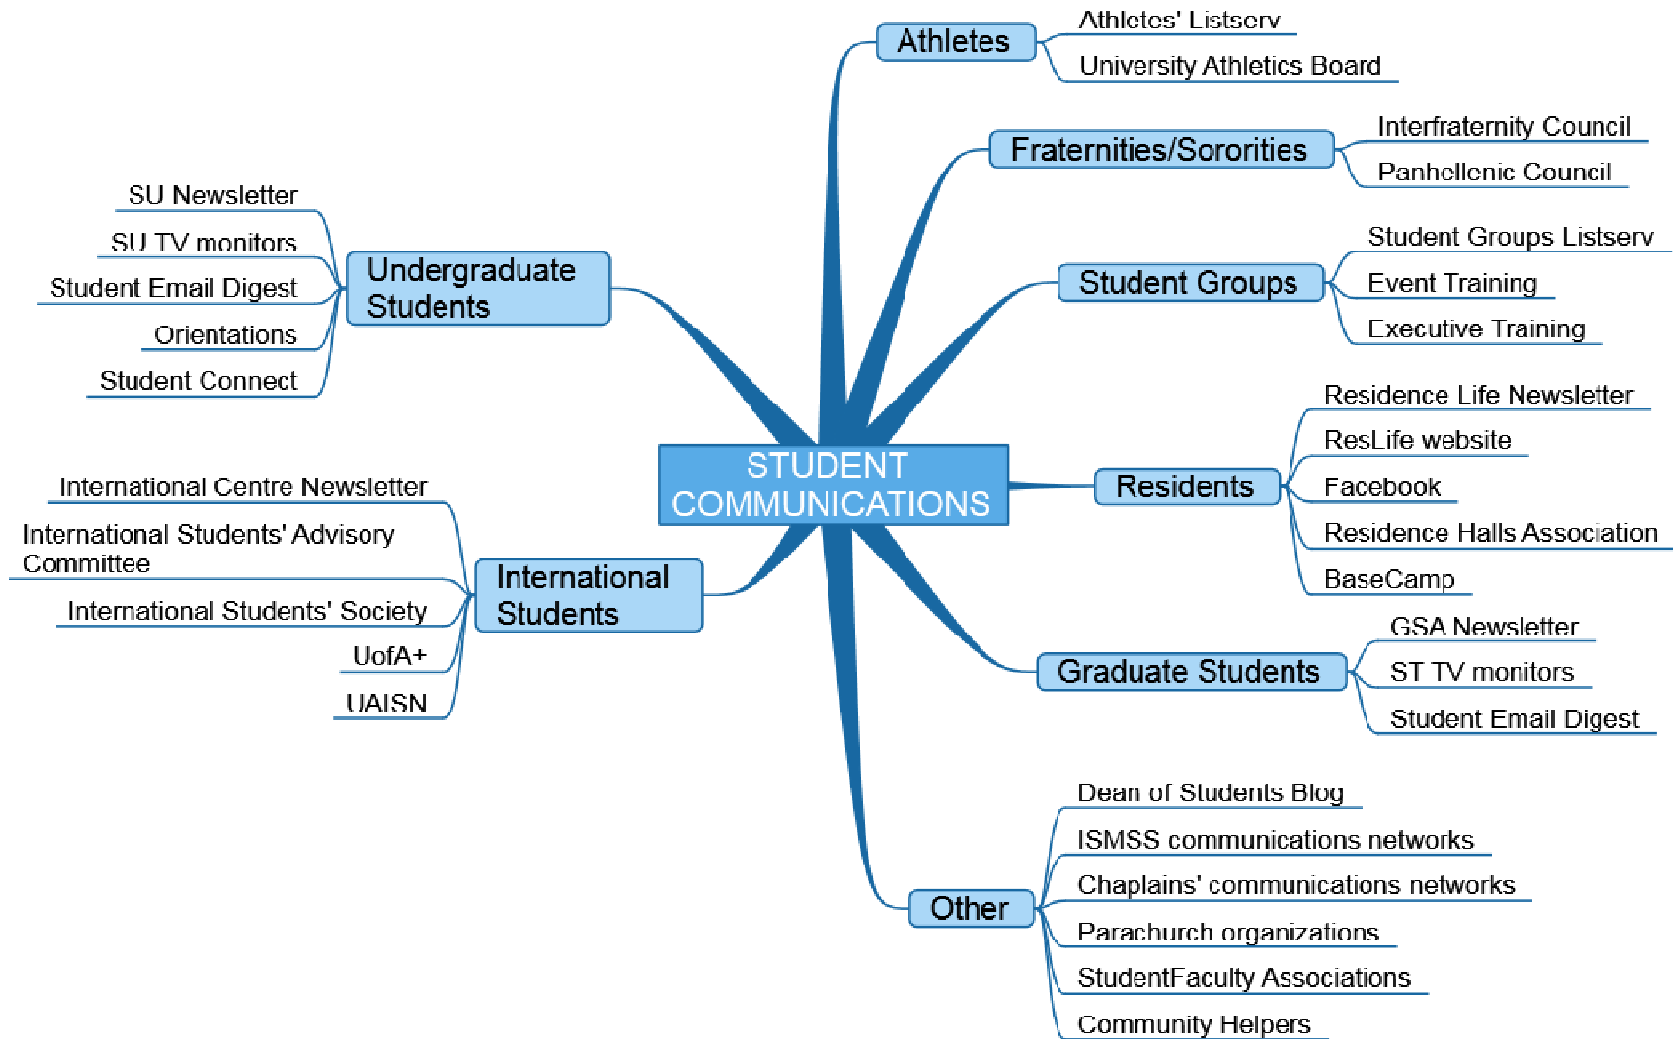 STUDENT
COMMUNICATIONS
Athletes
Athletes' Listserv
University Athletics Board
Fraternities/Sororities
Interfraternity Council
Panhellenic Council
Student Groups
Student Groups Listserv
Event Training
Executive Training
Residents
Residence Life Newsletter
ResLife website
Facebook
Residence Halls Association
BaseCamp
Graduate Students
GSA Newsletter
ST TV monitors
Student Email Digest
Other
Dean of Students Blog
ISMSS communications networks
Chaplains' communications networks
Parachurch organizations
StudentFaculty Associations
Community Helpers
Undergraduate
Students
SU Newsletter
SU TV monitors
Student Email Digest
Orientations
Student Connect
International
Students
International Centre Newsletter
International Students' Advisory
Committee
International Students' Society
UofA+
UAISN